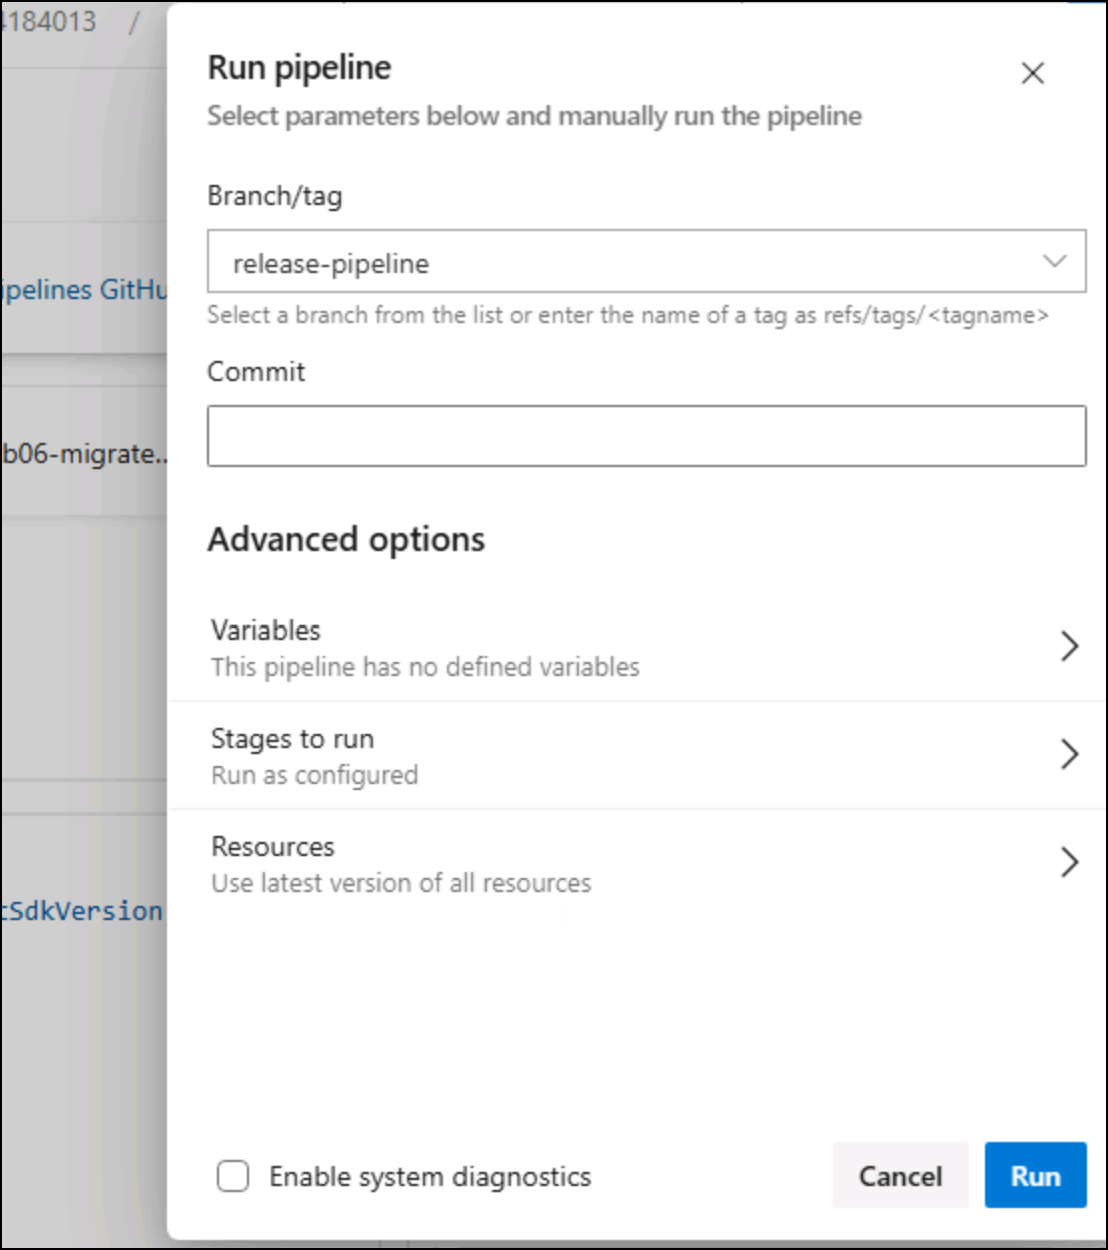 4184013 /
Run pipeline
Select parameters below and manually run the pipeline
Branch/tag
release-pipeline
Select a branch from the list or enter the name of a tag as refs/tags/<tagname>
ipelines GitHu
Commit
b06-migrate..
Advanced options
Variables
This pipeline has no defined variables
Stages to run
Run as configured
Resources
Use latest version of all resources
tSdkVersion
Enable system diagnostics
Cancel
Run